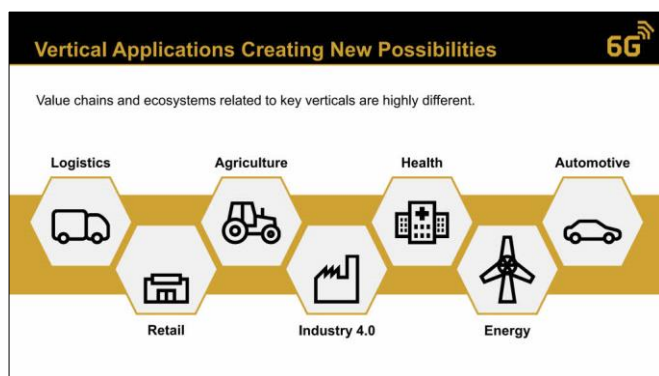 Vertical Applications Creating New Possibilities
6G
Value chains and ecosystems related to key verticals are highly different.
Logistics
Agriculture
Health
Automotive
Retail
Industry 4.0
Energy